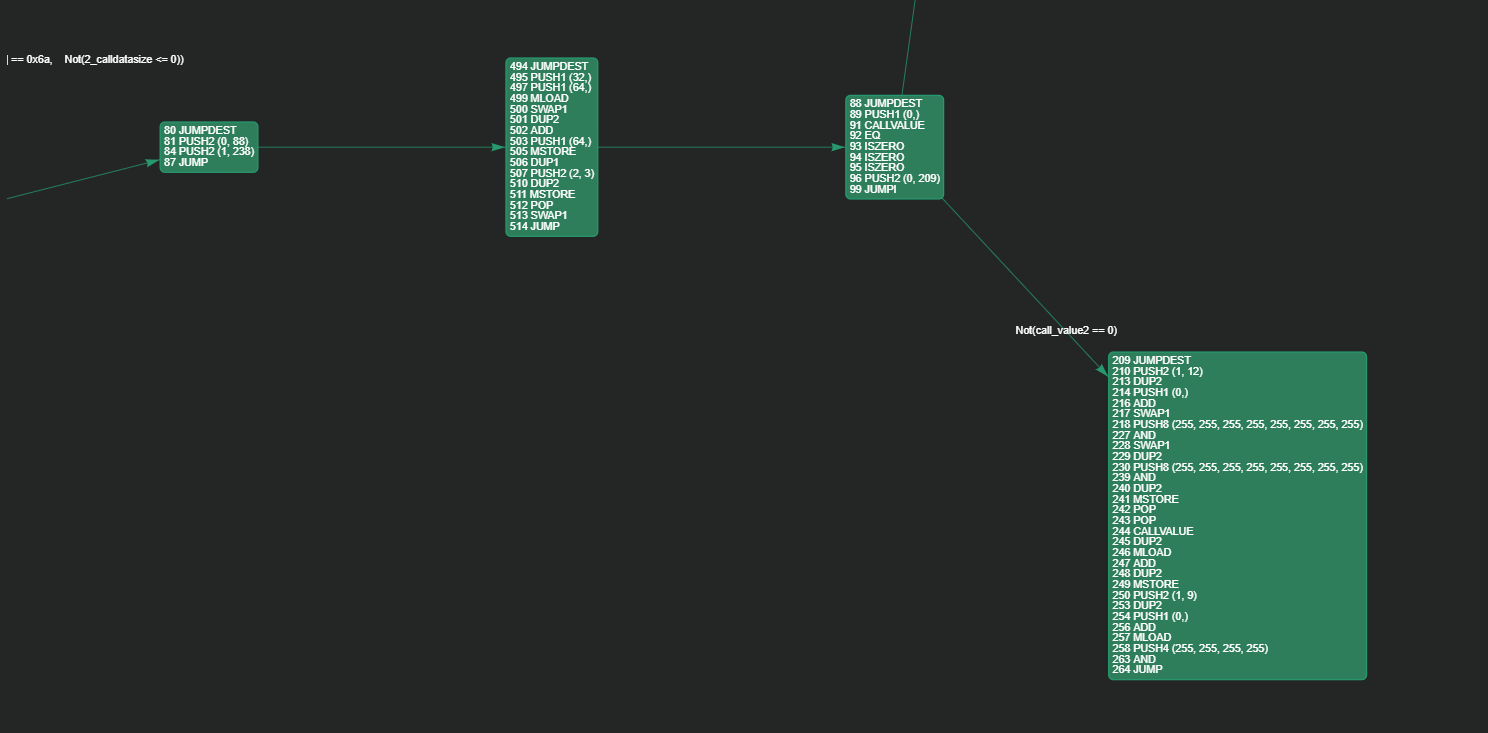 | == 0x6a, Not(2_calldatasize <= 0))
80 JUMPDEST
81 PUSH2 (0, 88)
84 PUSH2 (1, 238)
87 JUMP
494 JUMPDEST
495 PUSH1 (32,)
497 PUSH1 (64,)
499 MLOAD
500 SWAP1
501 DUP2
502 ADD
503 PUSH1 (64,)
505 MSTORE
506 DUP1
507 PUSH2 (2, 3)
510 DUP2
511 MSTORE
512 POP
513 SWAP1
514 JUMP
88 JUMPDEST
89 PUSH1 (0,)
91 CALLVALUE
92 EQ
93 ISZERO
94 ISZERO
95 ISZERO
96 PUSH2 (0, 209)
99 JUMPI
Not(call_value2 == 0)
209 JUMPDEST
210 PUSH2 (1, 12)
213 DUP2
214 PUSH1 (0,)
216 ADD
217 SWAP1
218 PUSH8 (255, 255, 255, 255, 255, 255, 255, 255)
227 AND
228 SWAP1
229 DUP2
230 PUSH8 (255, 255, 255, 255, 255, 255, 255, 255)
239 AND
240 DUP2
241 MSTORE
242 POP
243 POP
244 CALLVALUE
245 DUP2
246 MLOAD
247 ADD
248 DUP2
249 MSTORE
250 PUSH2 (1, 9)
253 DUP2
254 PUSH1 (0,)
256 ADD
257 MLOAD
258 PUSH4 (255, 255, 255, 255)
263 AND
264 JUMP